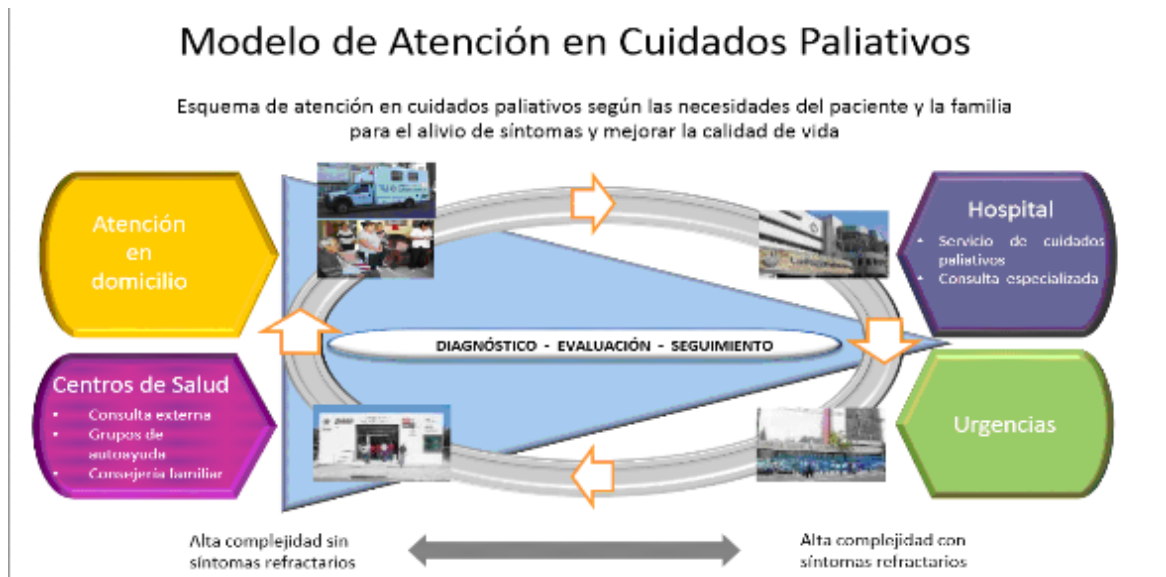 Modelo de Atención en Cuidados Paliativos
Esquema de atención en cuidados paliativos según las necesidades del paciente y la familia
para el alivio de síntomas y mejorar la calidad de vida
Atención
en
domicilio
Hospital
• Servicio de cuidados
paliativos
• Consulta especializada
DIAGNÓSTICO - EVALUACIÓN - SEGUIMIENTO
Centros de Salud
• Consulta externa
• Grupos de
autoayuda
• Consejería familiar
Urgencias
Alta complejidad sin
síntomas refractarios
Alta complejidad con
síntomas refractarios